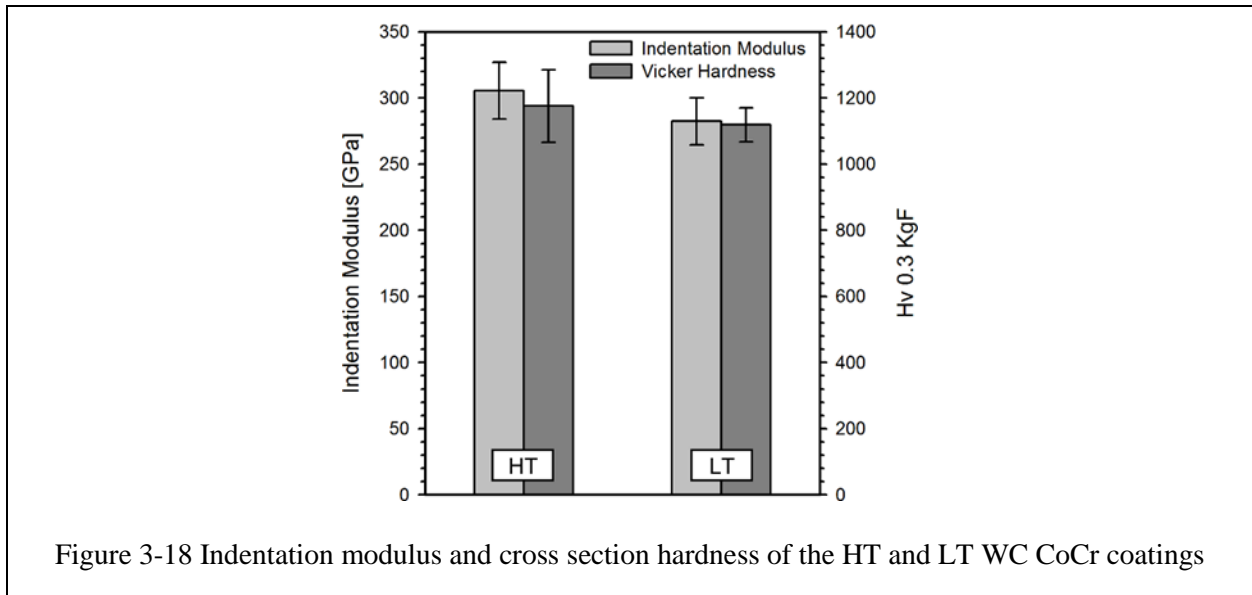 350
300
250
200
150
100
50
0
Indentation Modulus [GPa]
Indentation Modulus
Vicker Hardness
HT
LT
1400
1200
1000
800
600
400
200
0
Hv 0.3 KgF
Figure 3-18 Indentation modulus and cross section hardness of the HT and LT WC CoCr coatings